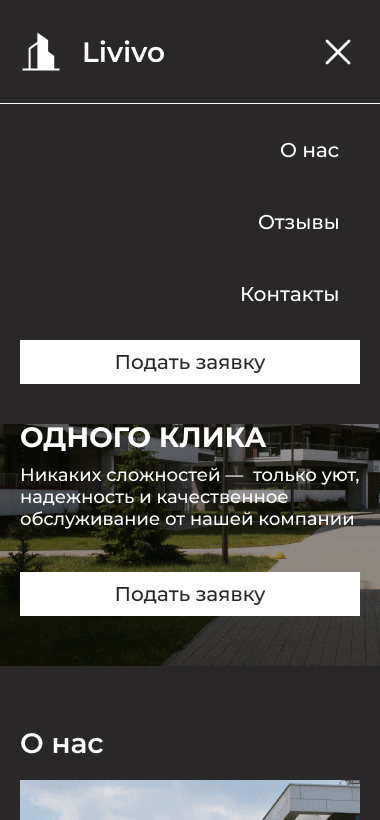 Livivo
О нас
Отзывы
Контакты
Подать заявку
ОДНОГО КЛИКА
Никаких сложностей — только уют,
надежность и качественное
обслуживание от нашей компании
Подать заявку
О нас